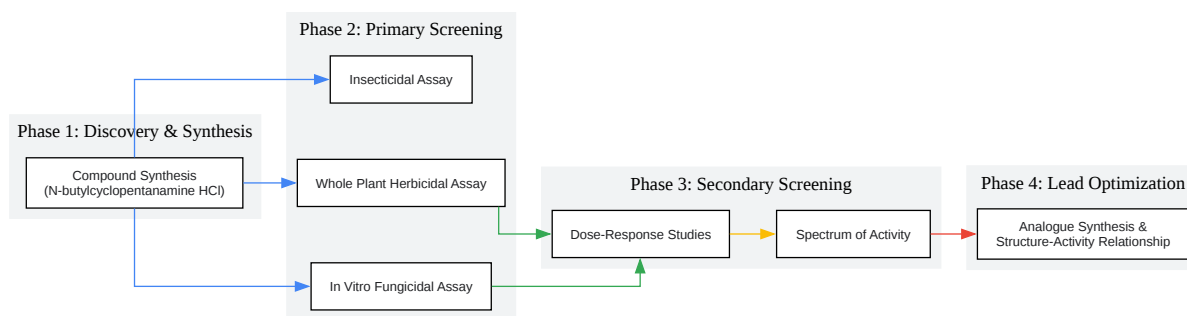 Phase 1: Discovery & Synthesis
Compound Synthesis
(N-butylcyclopentanamine HCl)
Phase 2: Primary Screening
Insecticidal Assay
Whole Plant Herbicidal Assay
In Vitro Fungicidal Assay
Phase 3: Secondary Screening
Dose-Response Studies
Spectrum of Activity
Phase 4: Lead Optimization
Analogue Synthesis &
Structure-Activity Relationship